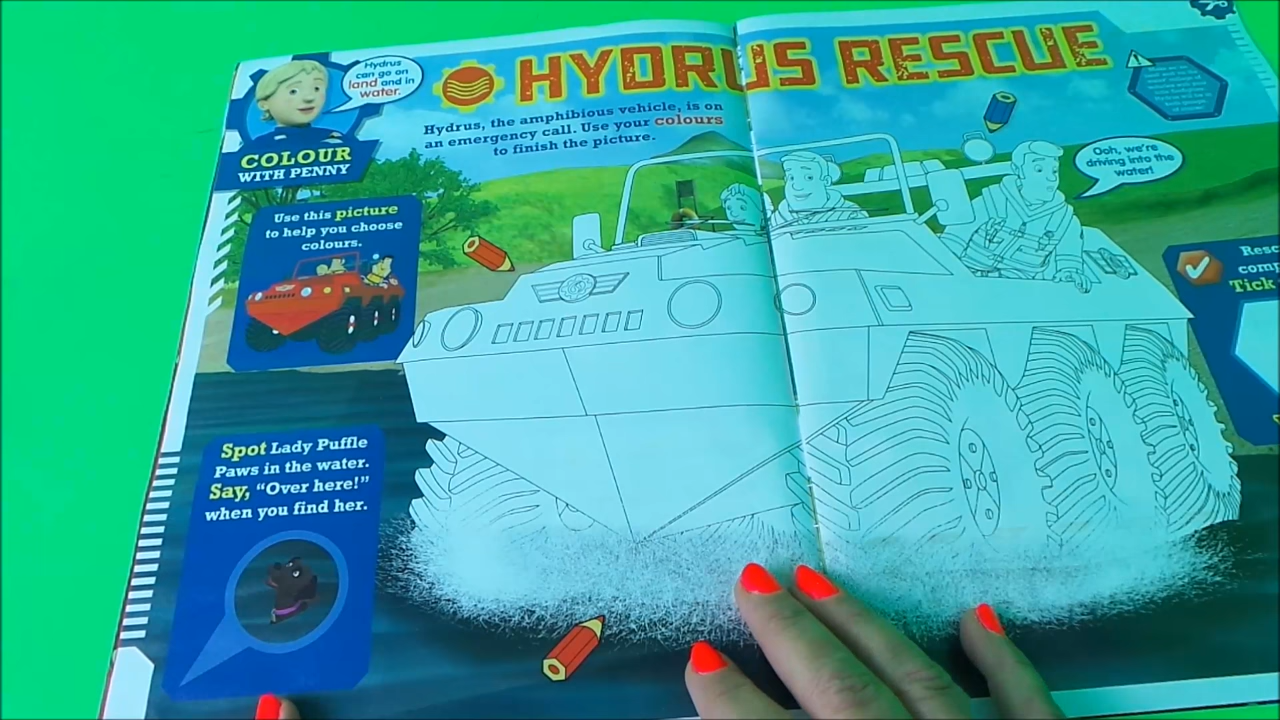 HYDRUS RESCUE
Hydrus
can go on
land and in
water.
COLOUR
WITH PENNY
Hydrus, the amphibious vehicle, is on
an emergency call. Use your colours
to finish the picture.
Use this picture
to help you choose
colours.
Ooh, we're
driving into the
water!
Spot Lady Puffle
Paws in the water.
Say, “Over here!”
when you find her.
Tick